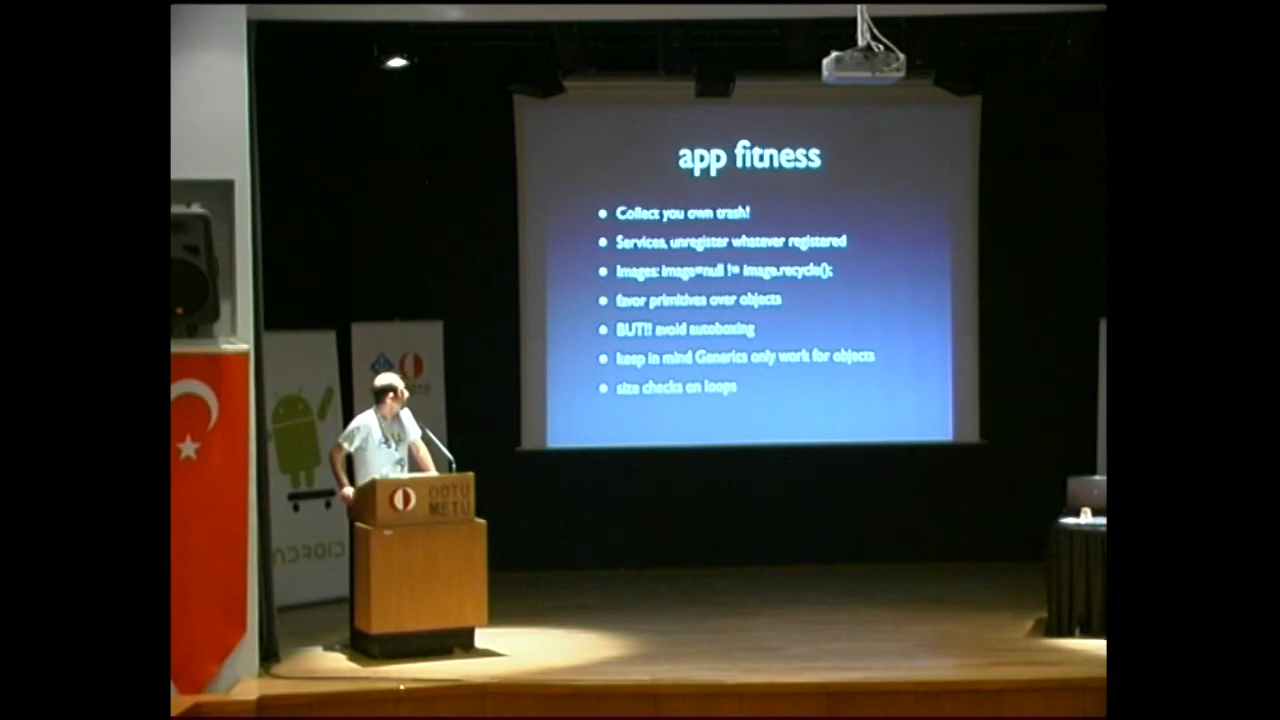 app fitness
Collect you own trash!
Services, unregister whatever registered
Images: image=null != image.recycle();
favor primitives over objects
BUT!! avoid autoboxing
keep in mind Generics only work for objects
size checks on loops
ODTÜ
METU
ANDROID